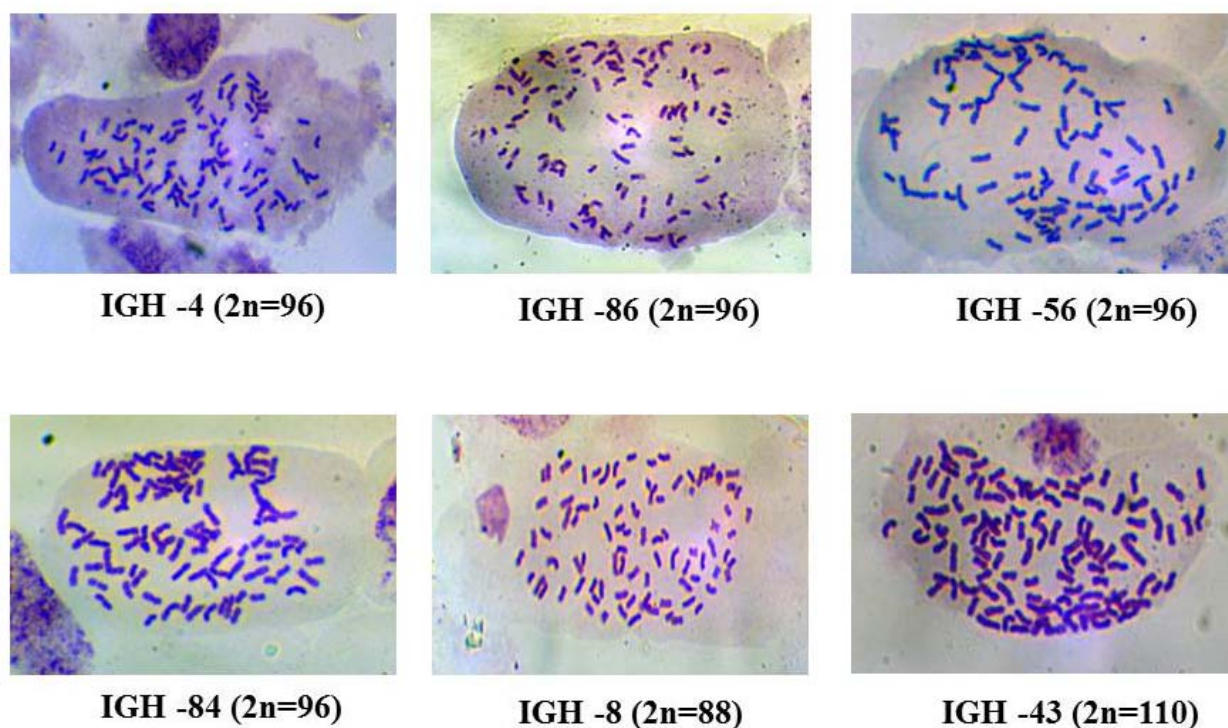 IGH -4 (2n=96)
IGH -86 (2n=96)
IGH -56 (2n=96)
IGH -84 (2n=96)
IGH -8 (2n=88)
IGH -43 (2n=110)